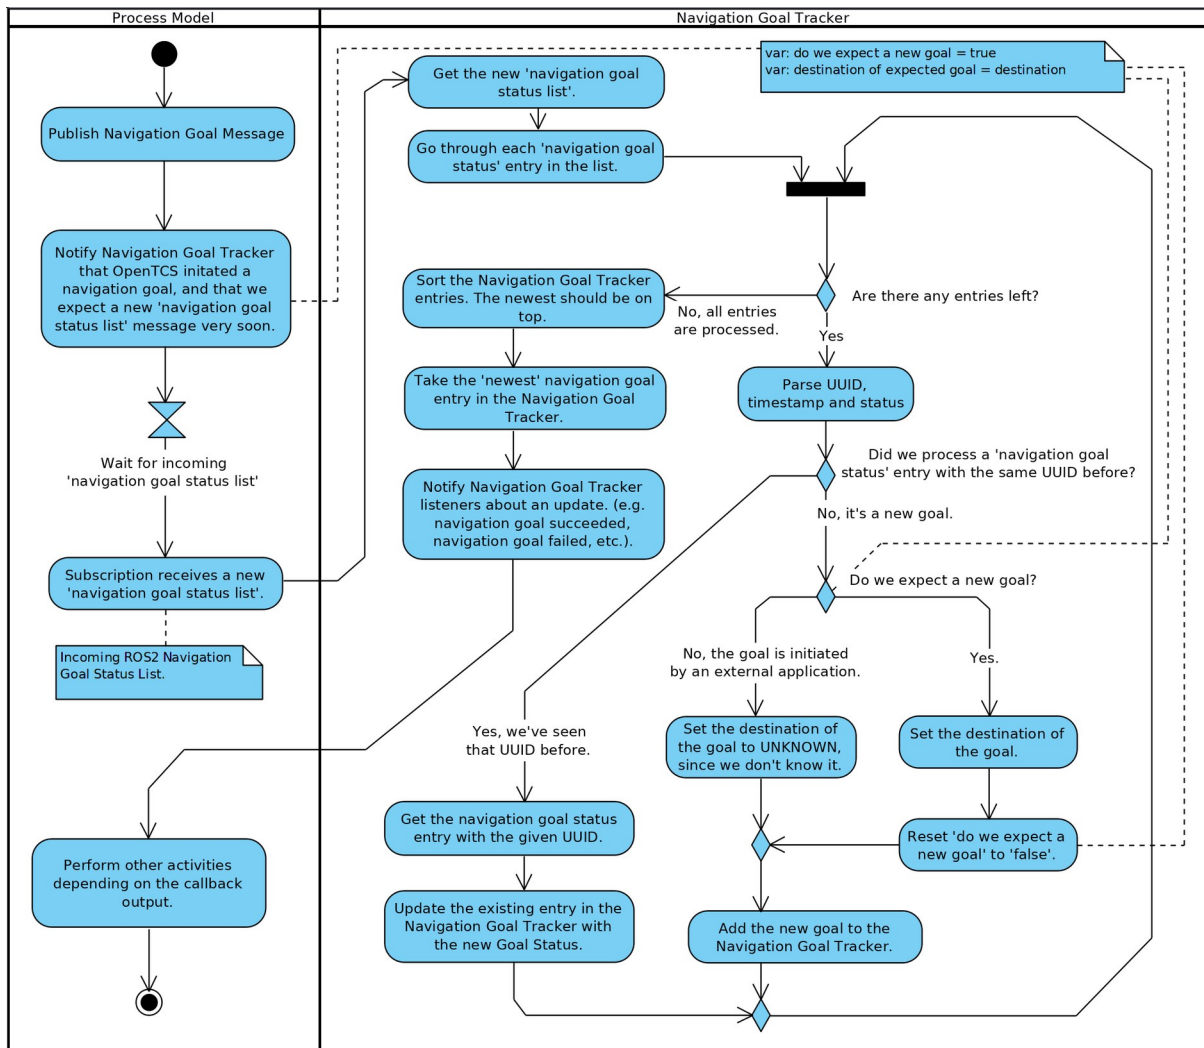 Process Model
Navigation Goal Tracker
Publish Navigation Goal Message
Notify Navigation Goal Tracker
that OpenTCS initated a
navigation goal, and that we
expect a new 'navigation goal
status list' message very soon.
Wait for incoming
'navigation goal status list'
Subscription receives a new
'navigation goal status list'.
Incoming ROS2 Navigation
Goal Status List.
Perform other activities
depending on the callback
output.
Get the new 'navigation goal
status list'.
Go through each 'navigation goal
status' entry in the list.
var: do we expect a new goal = true
var: destination of expected goal = destination
Are there any entries left?
No, all entries
are processed.
Yes
Sort the Navigation Goal Tracker
entries. The newest should be on
top.
Take the 'newest' navigation goal
entry in the Navigation Goal
Tracker.
Notify Navigation Goal Tracker
listeners about an update. (e.g.
navigation goal succeeded,
navigation goal failed, etc.).
Parse UUID,
timestamp and status
Did we process a 'navigation goal
status' entry with the same UUID before?
No, it's a new goal.
Do we expect a new goal?
No, the goal is initiated
by an external application.
Yes.
Yes, we've seen
that UUID before.
Set the destination of
the goal to UNKNOWN,
since we don't know it.
Set the destination of
the goal.
Get the navigation goal status
entry with the given UUID.
Reset 'do we expect a
new goal' to 'false'.
Update the existing entry in the
Navigation Goal Tracker with
the new Goal Status.
Add the new goal to the
Navigation Goal Tracker.